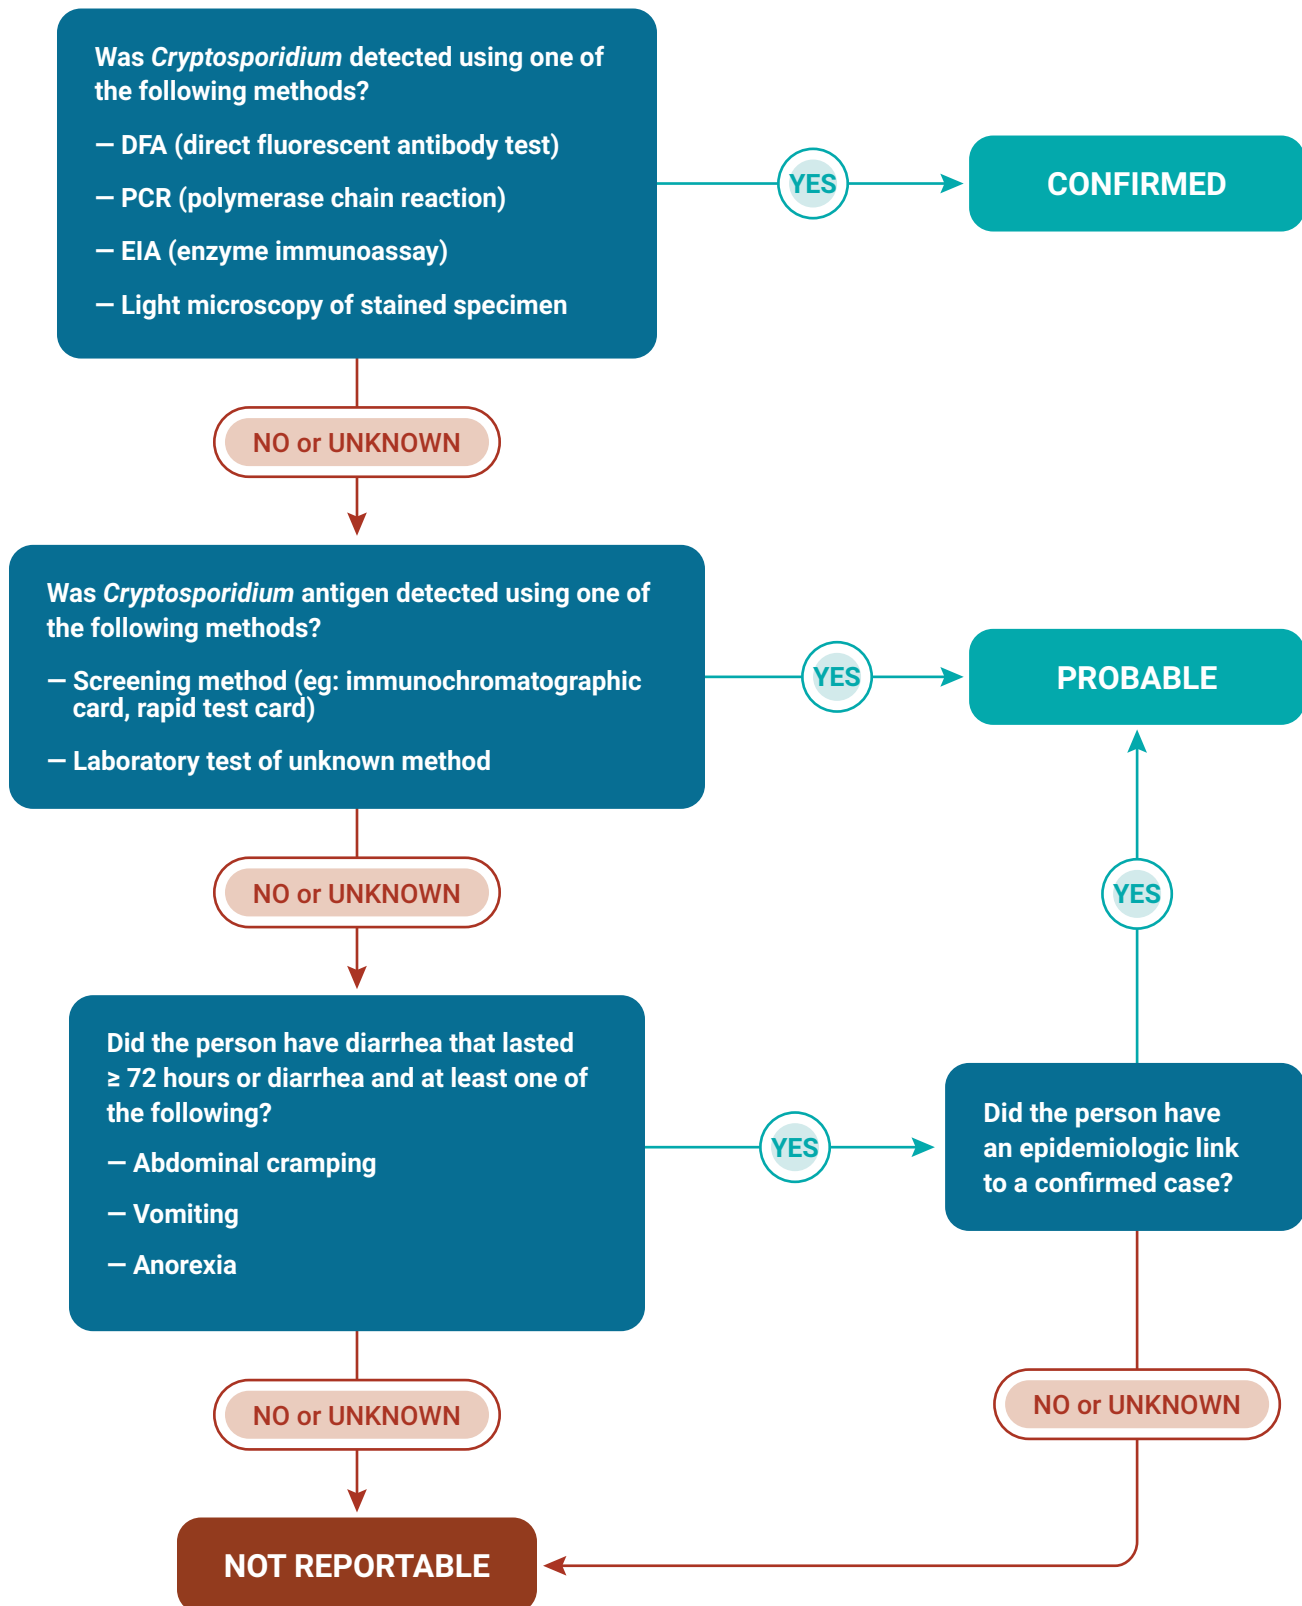 Was Cryptosporidium detected using one of
the following methods?
— DFA (direct fluorescent antibody test)
— PCR (polymerase chain reaction)
— EIA (enzyme immunoassay)
— Light microscopy of stained specimen
YES
CONFIRMED
NO or UNKNOWN
Was Cryptosporidium antigen detected using one of
the following methods?
— Screening method (eg: immunochromatographic
card, rapid test card)
— Laboratory test of unknown method
YES
PROBABLE
NO or UNKNOWN
YES
Did the person have diarrhea that lasted
≥ 72 hours or diarrhea and at least one of
the following?
— Abdominal cramping
— Vomiting
— Anorexia
YES
Did the person have
an epidemiologic link
to a confirmed case?
NO or UNKNOWN
NO or UNKNOWN
NOT REPORTABLE